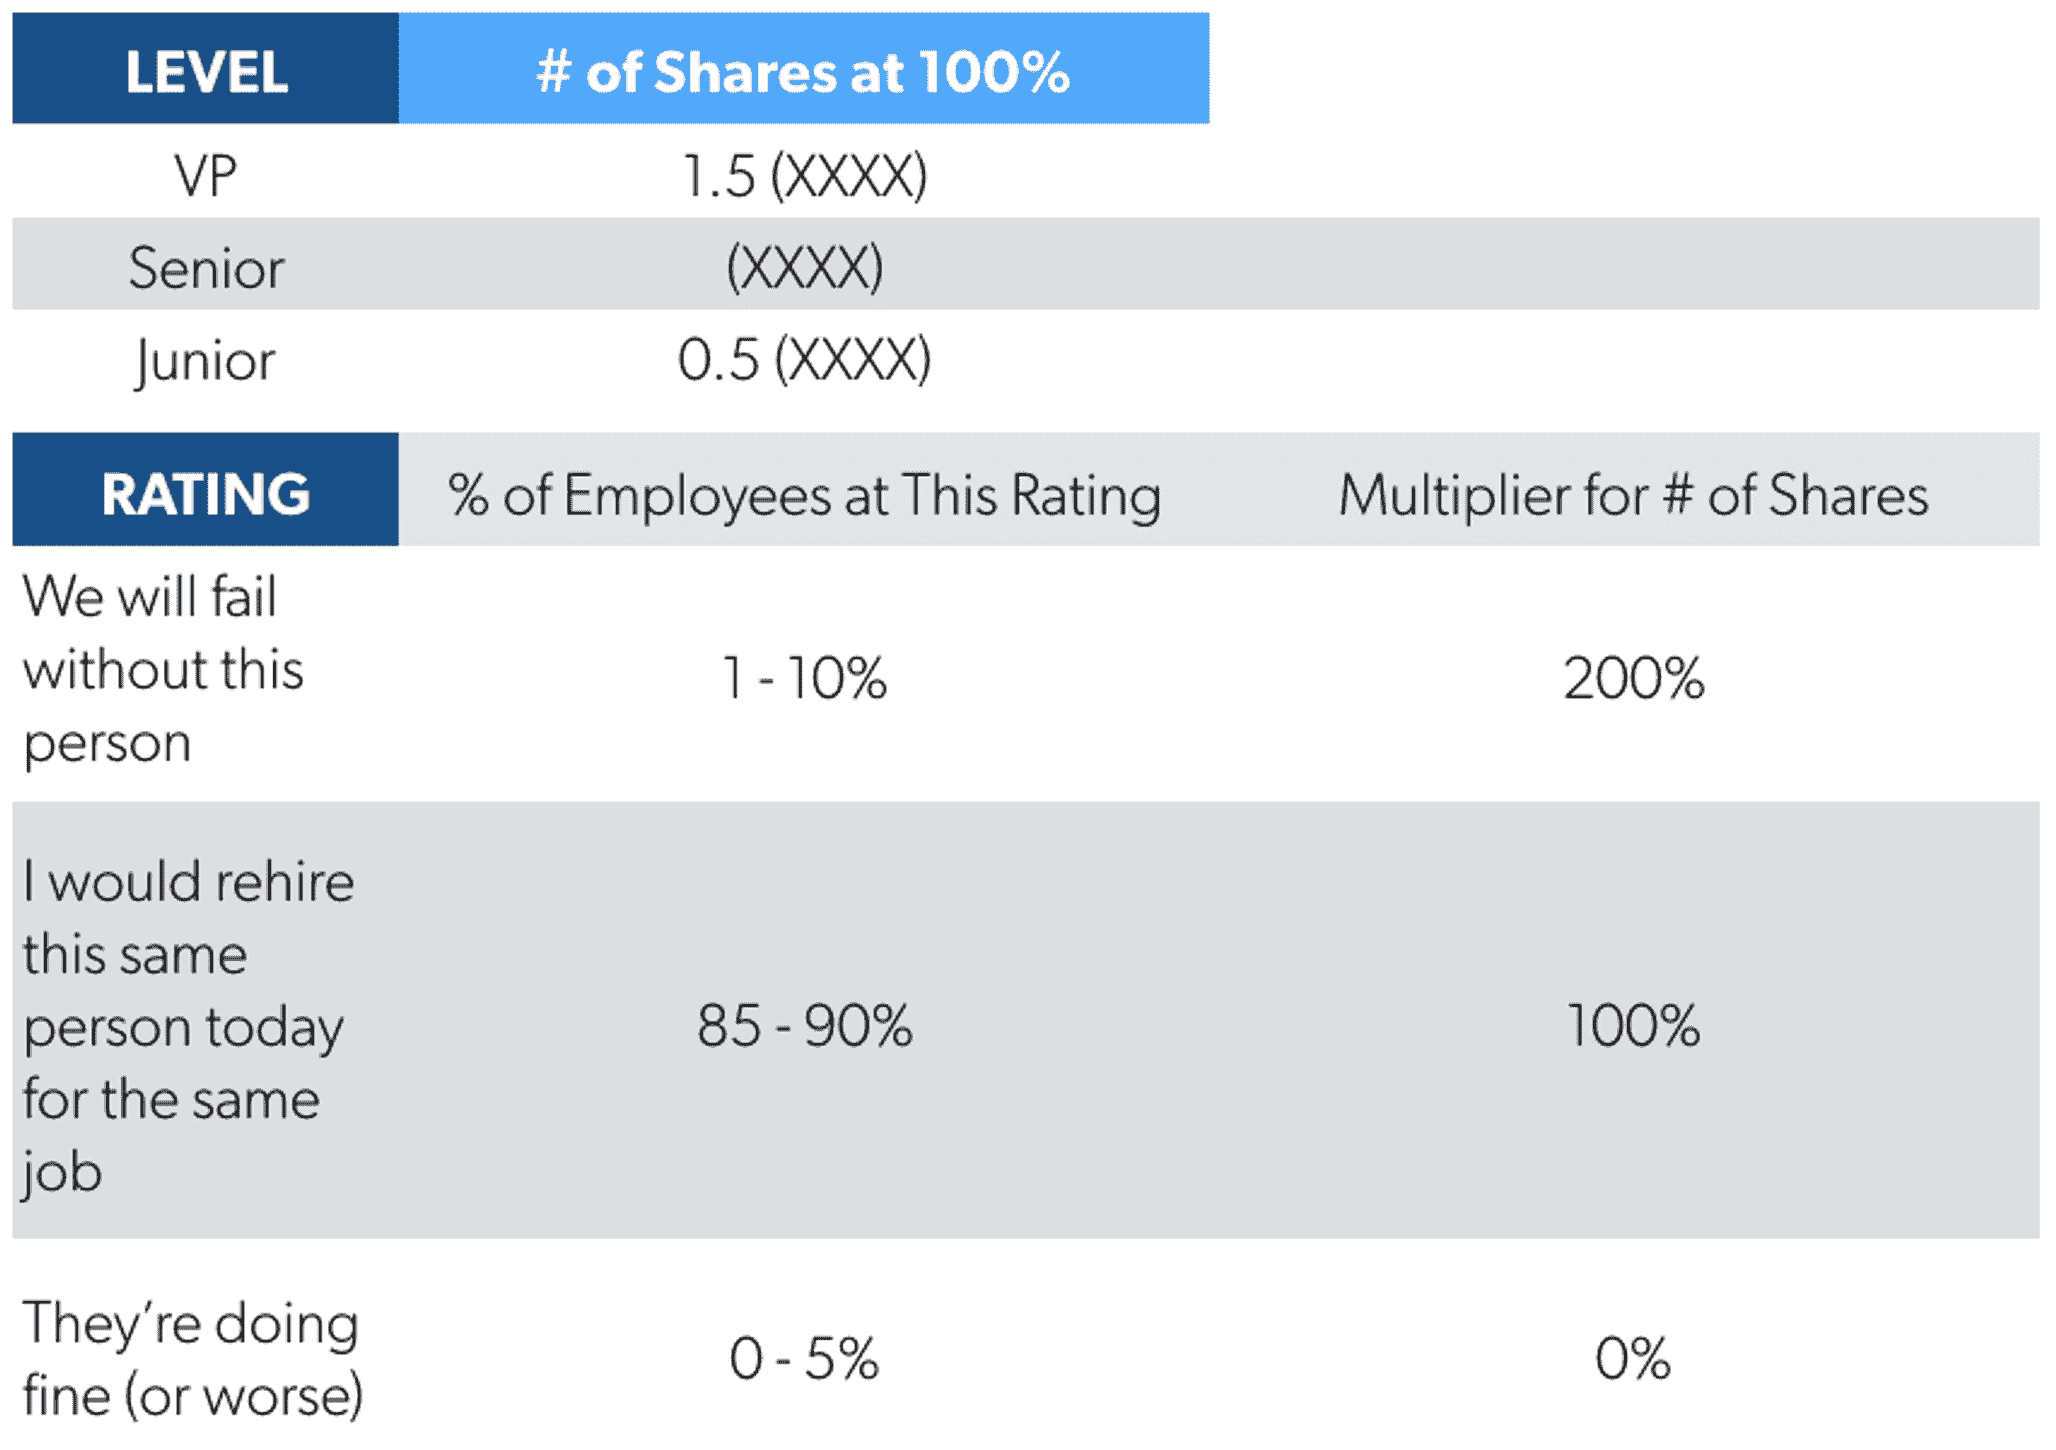 LEVEL # of Shares at 100%
VP 1.5 (XXXX)
Senior (XXXX)
Junior 0.5 (XXXX)
RATING % of Employees at This Rating Multiplier for # of Shares
We will fail
without this
person
1 - 10% 200%
I would rehire
this same
person today
for the same
job
85 - 90% 100%
They’re doing
fine (or worse)
0 - 5% 0%